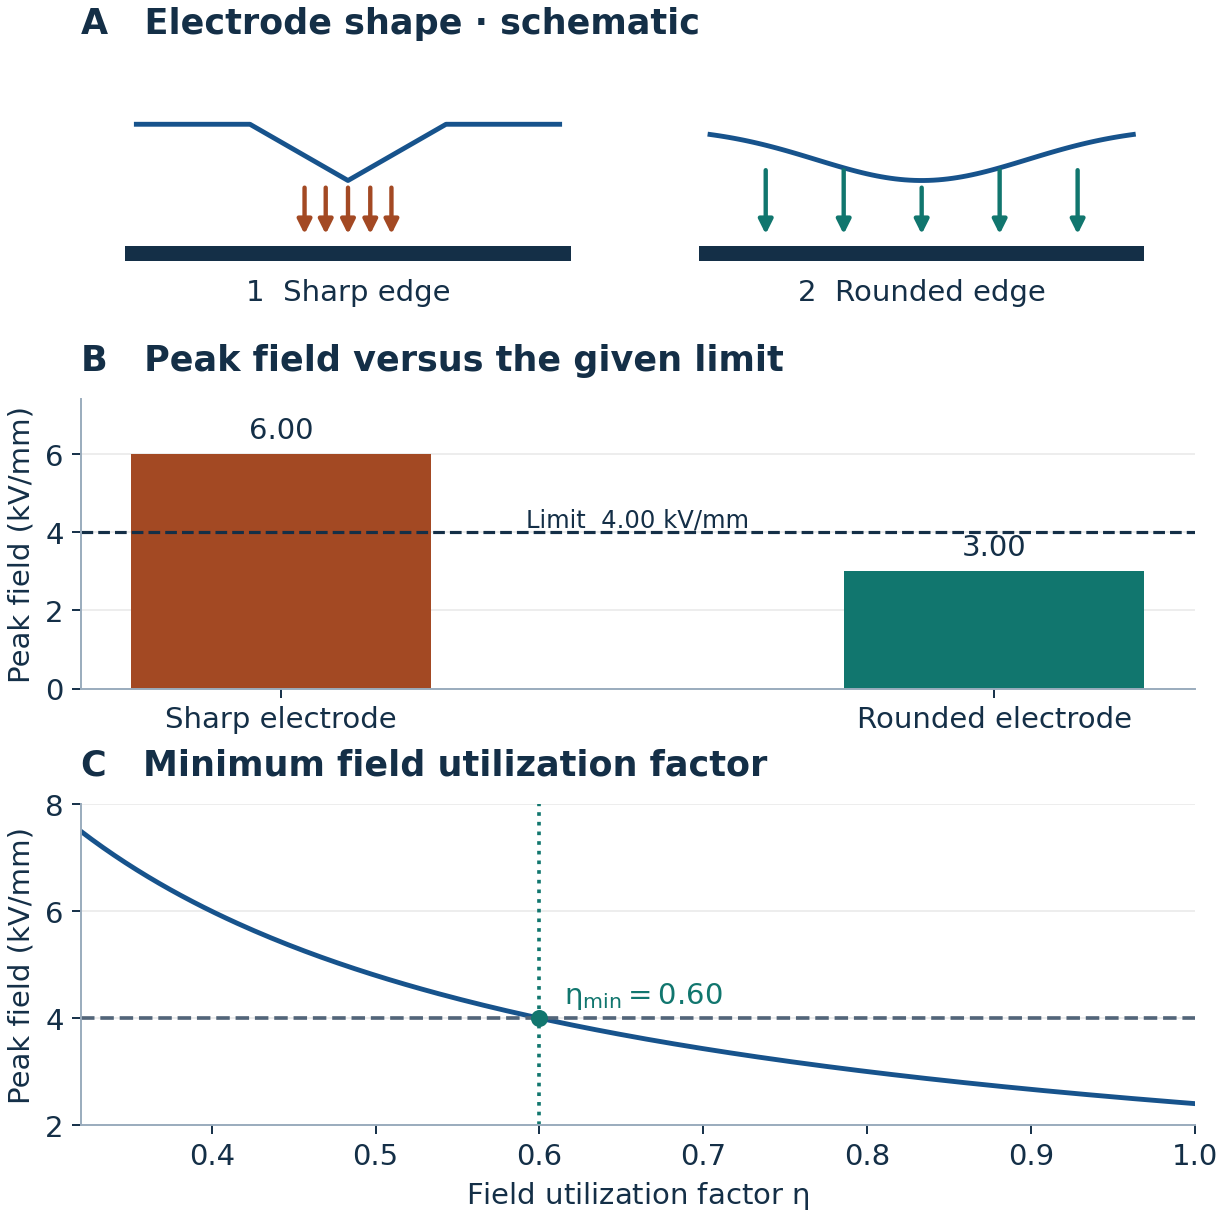 A Electrode shape · schematic
1 Sharp edge
2 Rounded edge
B Peak field versus the given limit
Peak field (kV/mm)
6
4
2
0
6.00
Limit 4.00 kV/mm
3.00
Sharp electrode
Rounded electrode
C Minimum field utilization factor
Peak field (kV/mm)
8
6
4
2
ηmin = 0.60
0.4 0.5 0.6 0.7 0.8 0.9 1.0
Field utilization factor η